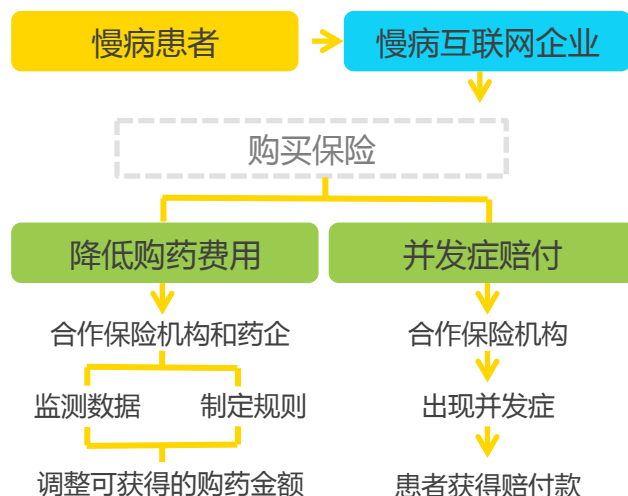 慢病患者
慢病互联网企业
购买保险
降低购药费用
并发症赔付
合作保险机构和药企
合作保险机构
监测数据
制定规则
出现并发症
调整可获得的购药金额
患者获得赔付款